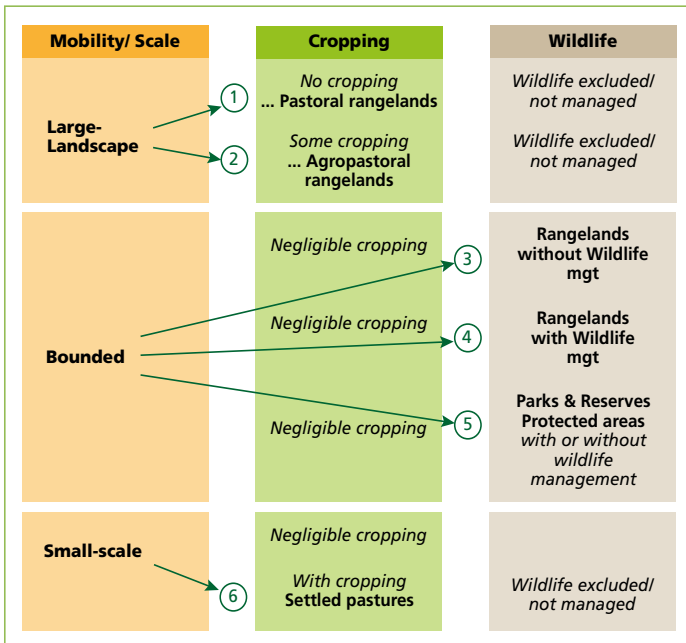 Mobility/ Scale
Cropping
Wildlife
Large-
Landscape
1
2
No cropping
... Pastoral rangelands
Some cropping
... Agropastoral
rangelands
Wildlife excluded/
not managed
Wildlife excluded/
not managed
Bounded
Negligible cropping
Negligible cropping
Negligible cropping
3
4
5
Rangelands
without Wildlife
mgt
Rangelands
with Wildlife
mgt
Parks & Reserves
Protected areas
with or without
wildlife
management
Small-scale
6
Negligible cropping
With cropping
Settled pastures
Wildlife excluded/
not managed